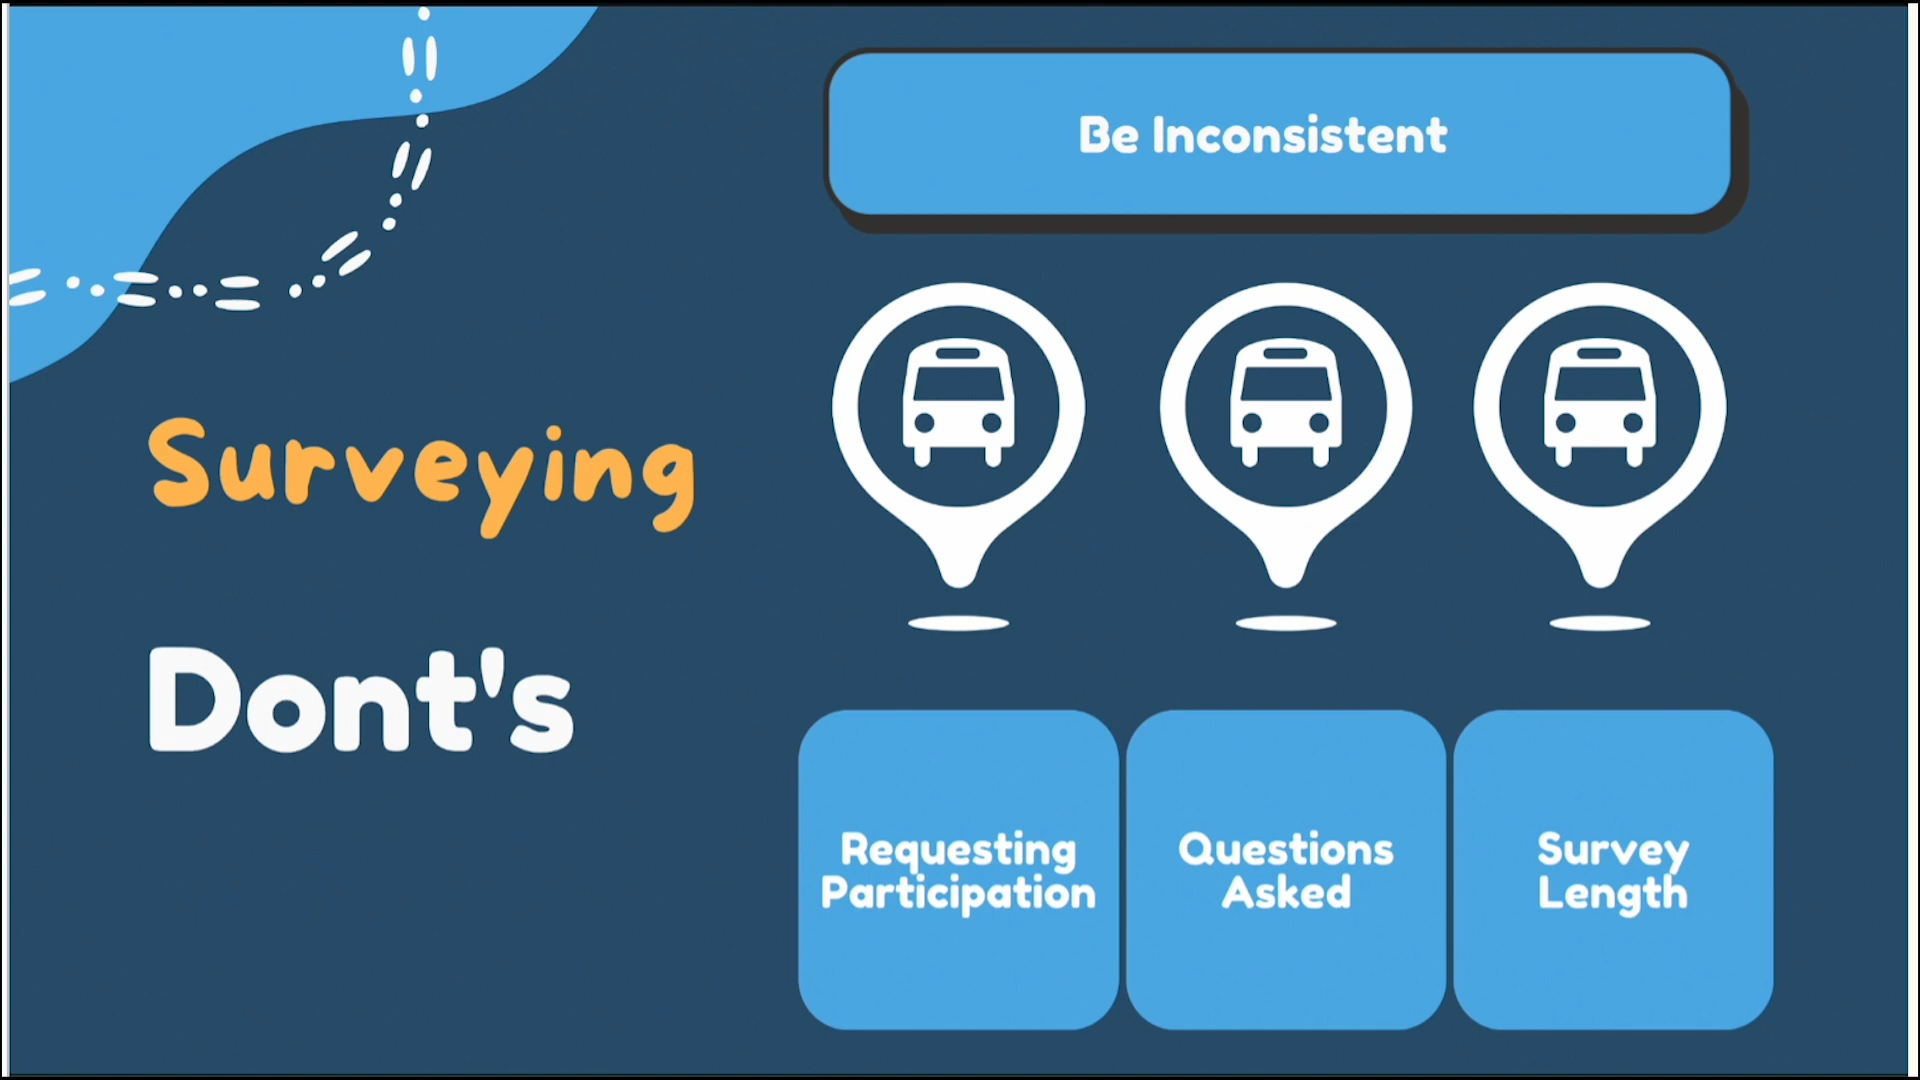 Surveying
Dont's
Be Inconsistent
Requesting
Participation
Questions
Asked
Survey
Length